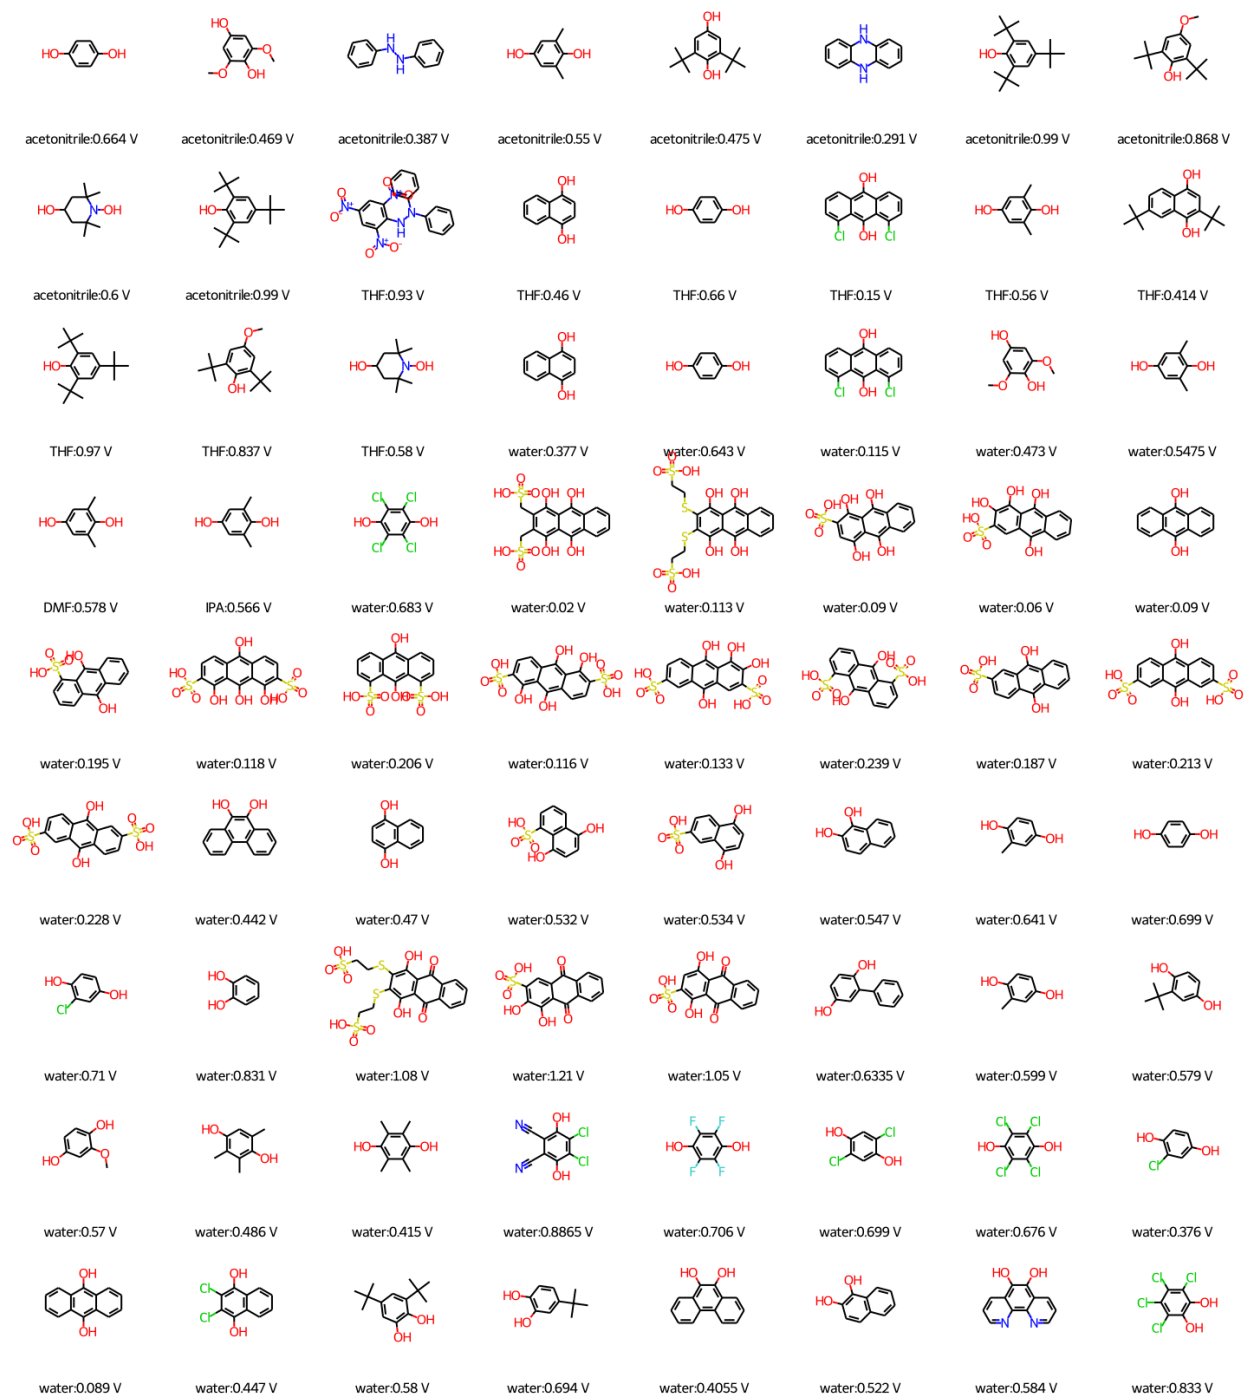 acetonitrile:0.664 V
acetonitrile:0.469 V
acetonitrile:0.387 V
acetonitrile:0.55 V
acetonitrile:0.475 V
acetonitrile:0.291 V
acetonitrile:0.99 V
acetonitrile:0.868 V
acetonitrile:0.6 V
acetonitrile:0.99 V
THF:0.93 V
THF:0.46 V
THF:0.66 V
THF:0.15 V
THF:0.56 V
THF:0.414 V
THF:0.97 V
THF:0.837 V
THF:0.58 V
water:0.377 V
water:0.643 V
water:0.115 V
water:0.473 V
water:0.5475 V
DMF:0.578 V
IPA:0.566 V
water:0.683 V
water:0.02 V
water:0.113 V
water:0.09 V
water:0.06 V
water:0.09 V
water:0.195 V
water:0.118 V
water:0.206 V
water:0.116 V
water:0.133 V
water:0.239 V
water:0.187 V
water:0.213 V
water:0.228 V
water:0.442 V
water:0.47 V
water:0.532 V
water:0.534 V
water:0.547 V
water:0.641 V
water:0.699 V
water:0.71 V
water:0.831 V
water:1.08 V
water:1.21 V
water:1.05 V
water:0.6335 V
water:0.599 V
water:0.579 V
water:0.57 V
water:0.486 V
water:0.415 V
water:0.8865 V
water:0.706 V
water:0.699 V
water:0.676 V
water:0.376 V
water:0.089 V
water:0.447 V
water:0.58 V
water:0.694 V
water:0.4055 V
water:0.522 V
water:0.584 V
water:0.833 V